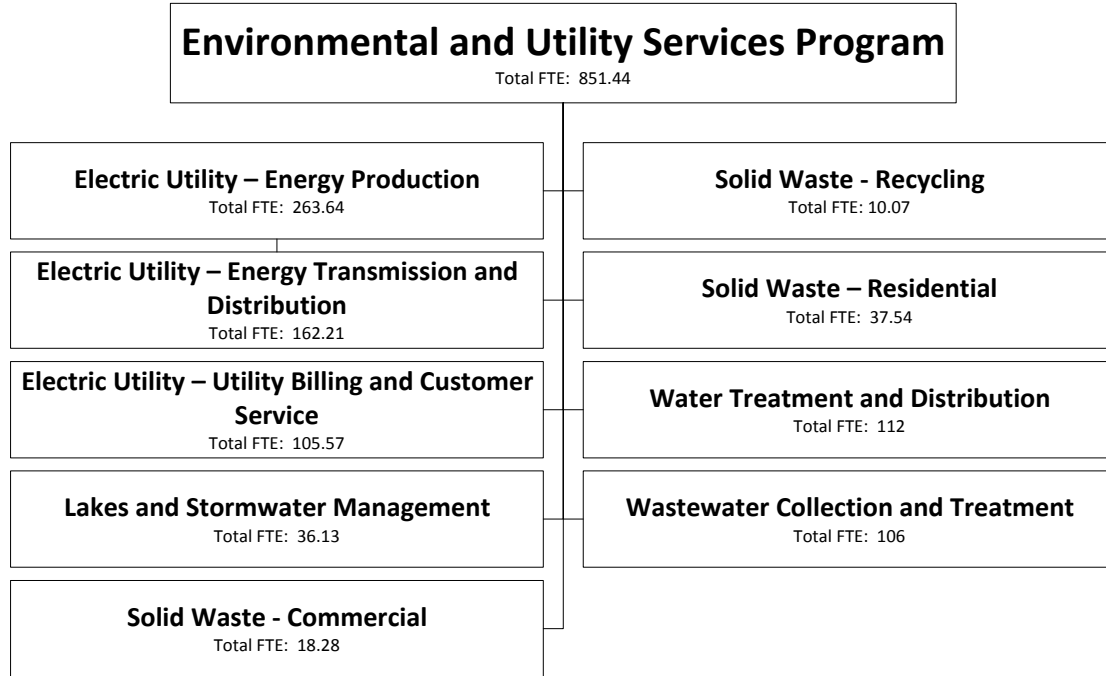 Environmental and Utility Services Program
Total FTE: 851.44
Electric Utility – Energy Production
Total FTE: 263.64
Electric Utility – Energy Transmission and
Distribution
Total FTE: 162.21
Electric Utility – Utility Billing and Customer
Service
Total FTE: 105.57
Lakes and Stormwater Management
Total FTE: 36.13
Solid Waste - Commercial
Total FTE: 18.28
Solid Waste - Recycling
Total FTE: 10.07
Solid Waste – Residential
Total FTE: 37.54
Water Treatment and Distribution
Total FTE: 112
Wastewater Collection and Treatment
Total FTE: 106